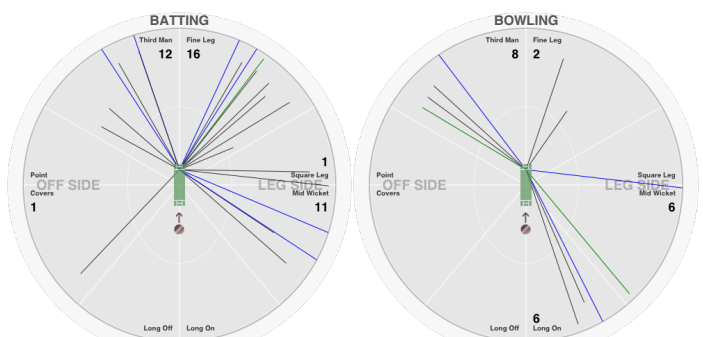 BATTING
Third Man Fine Leg
12 16
1
Point Square Leg
OFF SIDE LEG SIDE
Covers Mid Wicket
1 11
Long Off Long On
BOWLING
Third Man Fine Leg
8 2
Point Square Leg
OFF SIDE LEG SIDE
Covers Mid Wicket
6
6
Long Off Long On